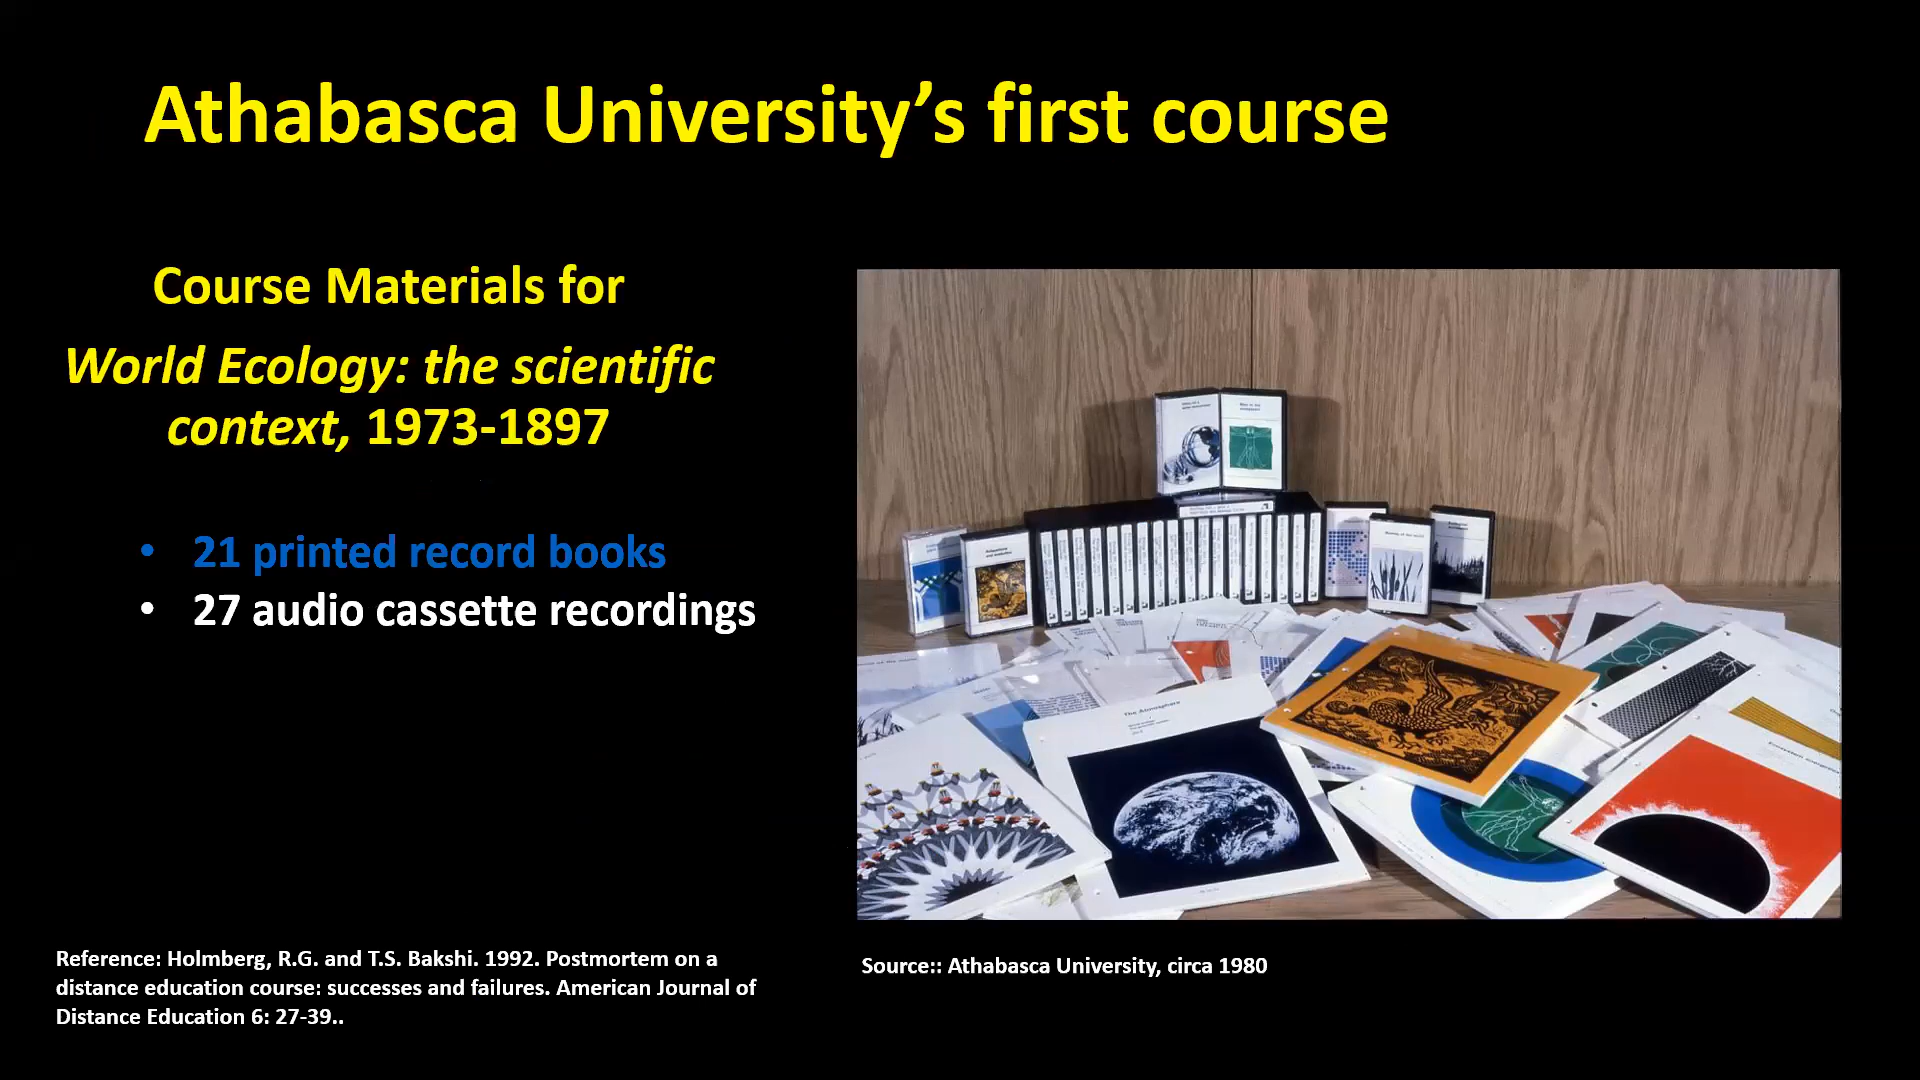 Athabasca University’s first course
Course Materials for
World Ecology: the scientific
context, 1973-1897
• 21 printed record books
• 27 audio cassette recordings
The Atmosphere
Reference: Holmberg, R.G. and T.S. Bakshi. 1992. Postmortem on a
distance education course: successes and failures. American Journal of
Distance Education 6: 27-39..
Source:: Athabasca University, circa 1980